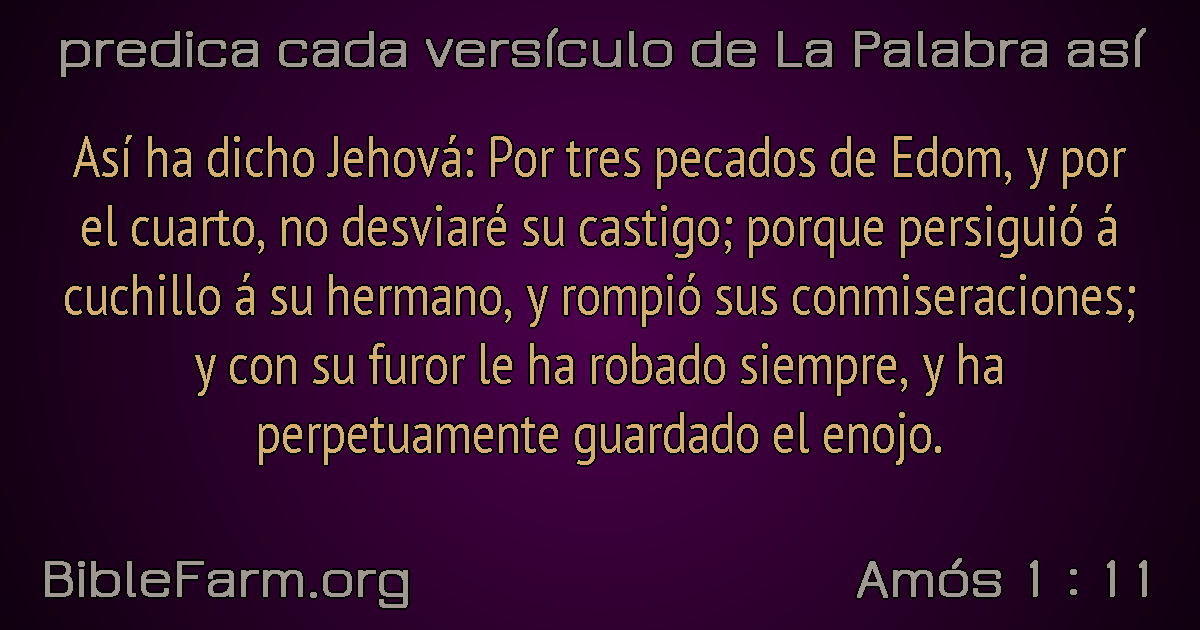 predica cada versículo de La Palabra así
Así ha dicho Jehová: Por tres pecados de Edom, y por
el cuarto, no desviaré su castigo; porque persiguió á
cuchillo á su hermano, y rompió sus conmiseraciones;
y con su furor le ha robado siempre, y ha
perpetuamente guardado el enojo.
BibleFarm.org
Amós 1 : 11